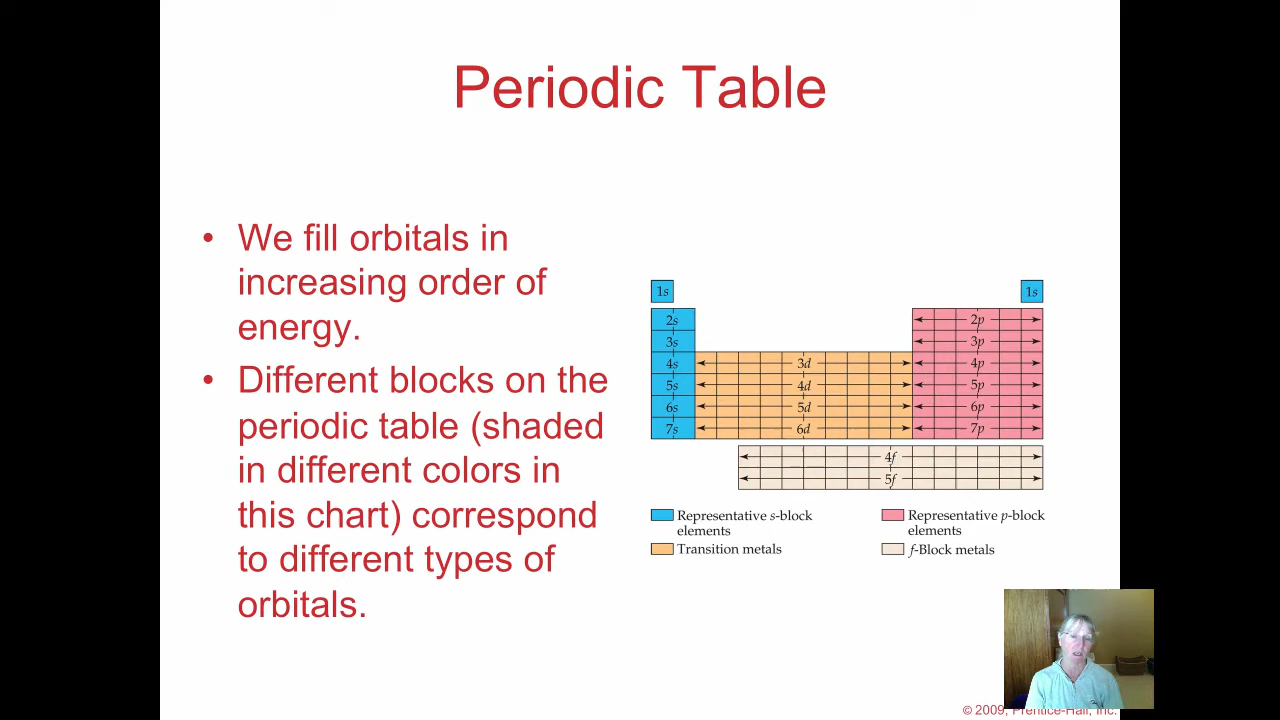 Periodic Table
• We fill orbitals in
increasing order of
energy.
• Different blocks on the
periodic table (shaded
in different colors in
this chart) correspond
to different types of
orbitals.
1s 1s
2s 2p
3s 3p
4s 3d 4p
5s 4d 5p
6s 5d 6p
7s 6d 7p
4f
5f
Representative s-block
elements
Transition metals
Representative p-block
elements
f-Block metals
© 2009, Prentice-Hall, Inc.